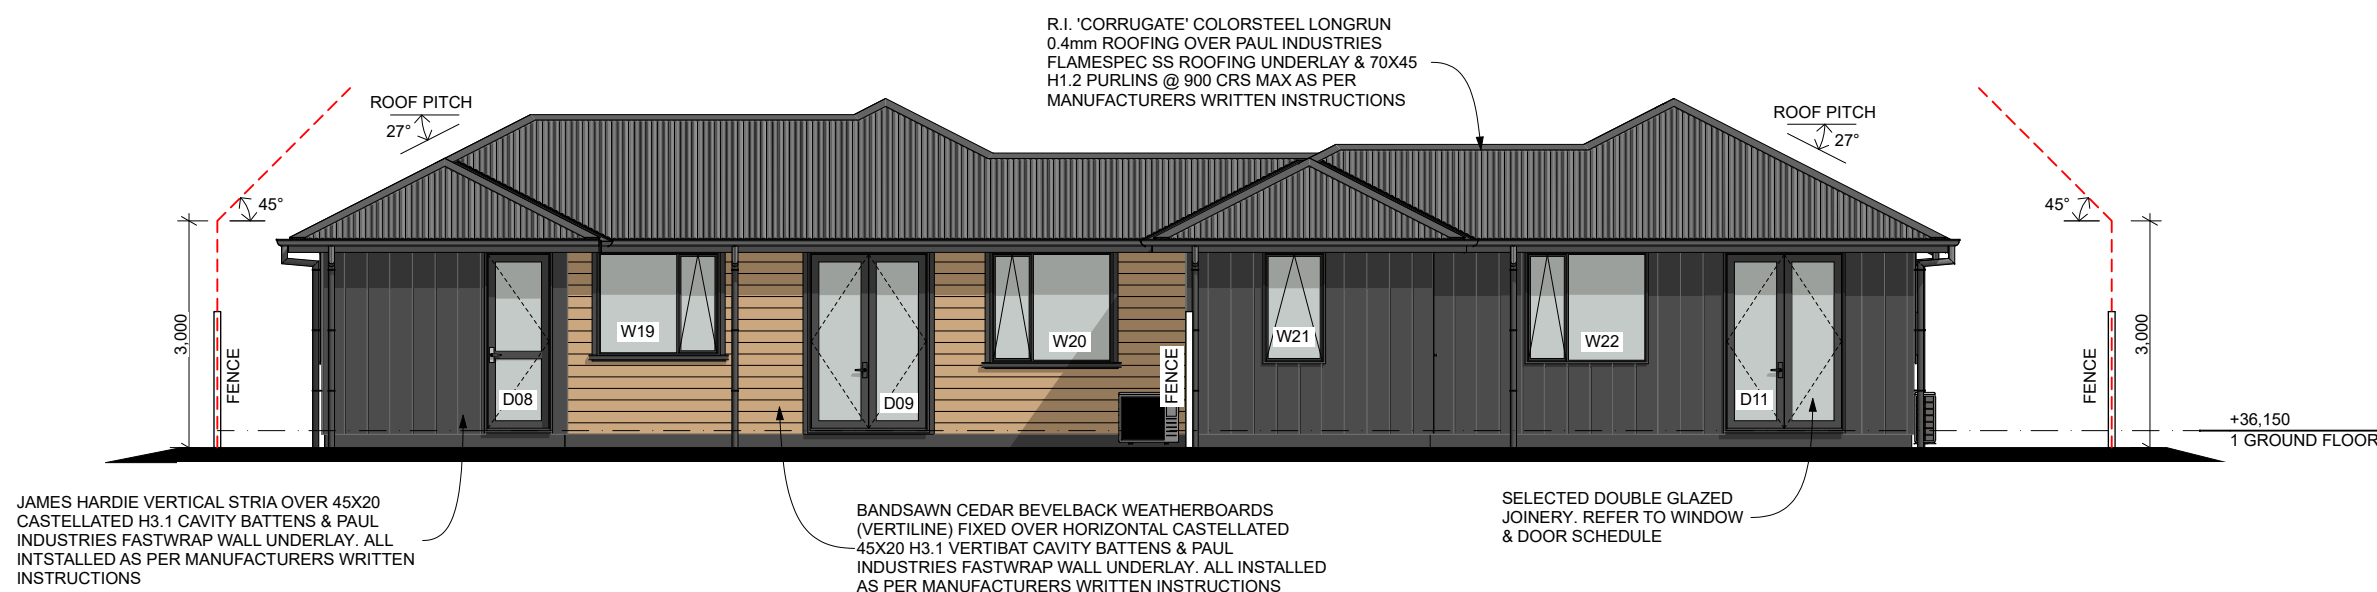 R.I. 'CORRUGATE' COLORSTEEL LONGRUN
0.4mm ROOFING OVER PAUL INDUSTRIES
FLAMESPEC SS ROOFING UNDERLAY & 70X45
H1.2 PURLINS @ 900 CRS MAX AS PER
MANUFACTURERS WRITTEN INSTRUCTIONS
ROOF PITCH
27°
ROOF PITCH
27°
45°
45°
3,000
FENCE
W19
W20
W21
W22
D08
D09
D11
FENCE
FENCE
3,000
+36,150
1 GROUND FLOOR
JAMES HARDIE VERTICAL STRIA OVER 45X20
CASTELLATED H3.1 CAVITY BATTENS & PAUL
INDUSTRIES FASTWRAP WALL UNDERLAY. ALL
INTSTALLED AS PER MANUFACTURERS WRITTEN
INSTRUCTIONS
BANDSAWN CEDAR BEVELBACK WEATHERBOARDS
(VERTILINE) FIXED OVER HORIZONTAL CASTELLATED
45X20 H3.1 VERTIBAT CAVITY BATTENS & PAUL
INDUSTRIES FASTWRAP WALL UNDERLAY. ALL INSTALLED
AS PER MANUFACTURERS WRITTEN INSTRUCTIONS
SELECTED DOUBLE GLAZED
JOINERY. REFER TO WINDOW
& DOOR SCHEDULE